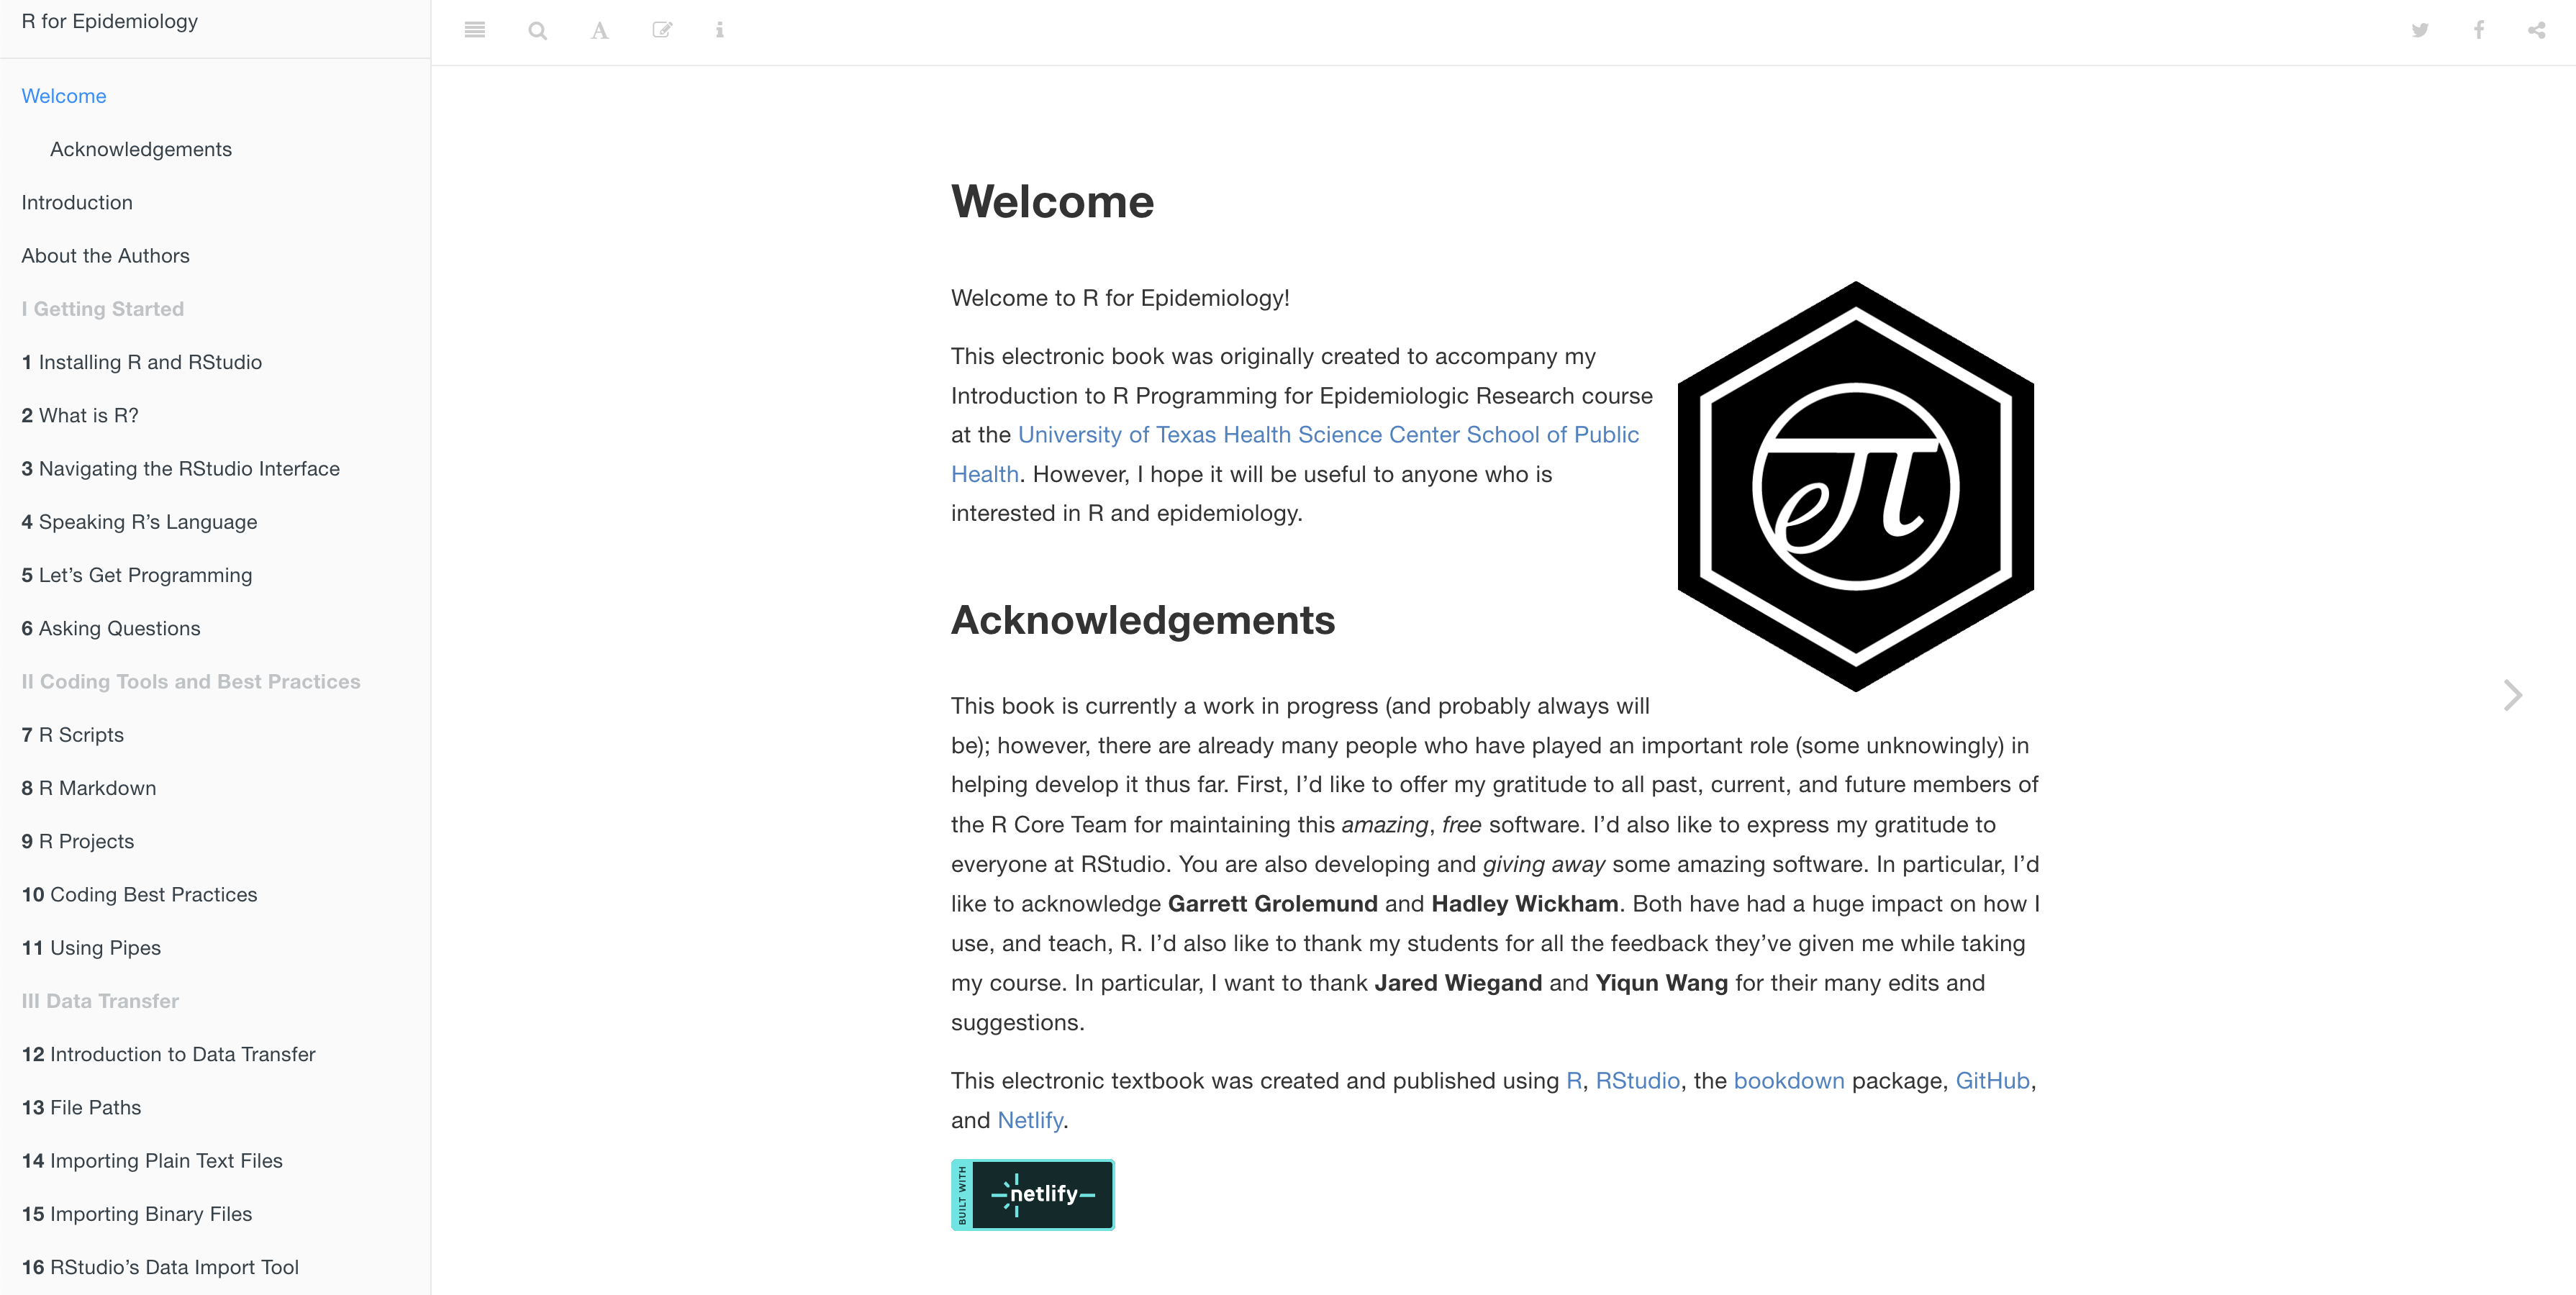 R for Epidemiology
Welcome
Acknowledgements
Introduction
About the Authors
I Getting Started
1 Installing R and RStudio
2 What is R?
3 Navigating the RStudio Interface
4 Speaking R’s Language
5 Let’s Get Programming
6 Asking Questions
II Coding Tools and Best Practices
7 R Scripts
8 R Markdown
9 R Projects
10 Coding Best Practices
11 Using Pipes
III Data Transfer
12 Introduction to Data Transfer
13 File Paths
14 Importing Plain Text Files
15 Importing Binary Files
16 RStudio’s Data Import Tool
Welcome
Welcome to R for Epidemiology!
This electronic book was originally created to accompany my
Introduction to R Programming for Epidemiologic Research course
at the University of Texas Health Science Center School of Public
Health. However, I hope it will be useful to anyone who is
interested in R and epidemiology.
eπ
Acknowledgements
This book is currently a work in progress (and probably always will
be); however, there are already many people who have played an important role (some unknowingly) in
helping develop it thus far. First, I’d like to offer my gratitude to all past, current, and future members of
the R Core Team for maintaining this amazing, free software. I’d also like to express my gratitude to
everyone at RStudio. You are also developing and giving away some amazing software. In particular, I’d
like to acknowledge Garrett Grolemund and Hadley Wickham. Both have had a huge impact on how I
use, and teach, R. I’d also like to thank my students for all the feedback they’ve given me while taking
my course. In particular, I want to thank Jared Wiegand and Yiqun Wang for their many edits and
suggestions.
This electronic textbook was created and published using R, RStudio, the bookdown package, GitHub,
and Netlify.
BUILT WITH
netlify